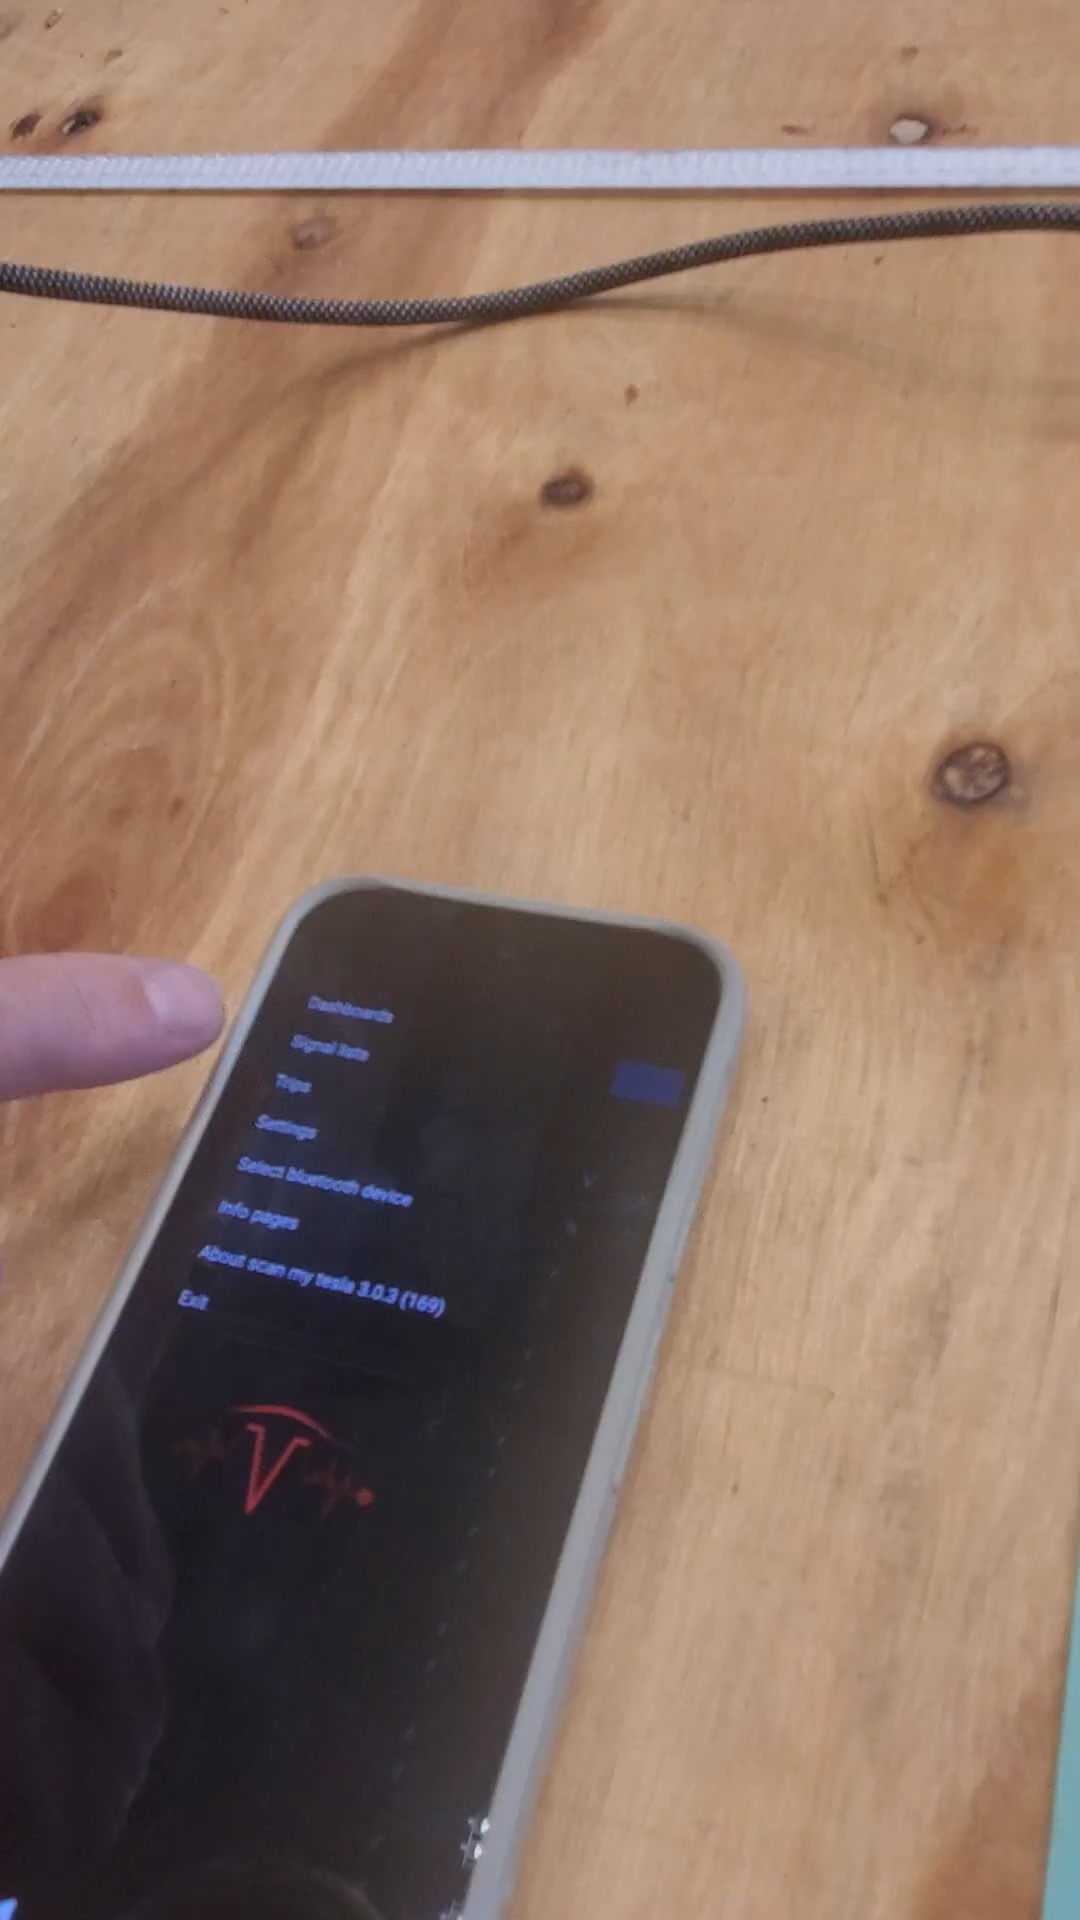 Dashboards
Signal lists
Trips
Settings
Select bluetooth device
Info pages
About scan my tesla 3.0.3 (169)
Exit